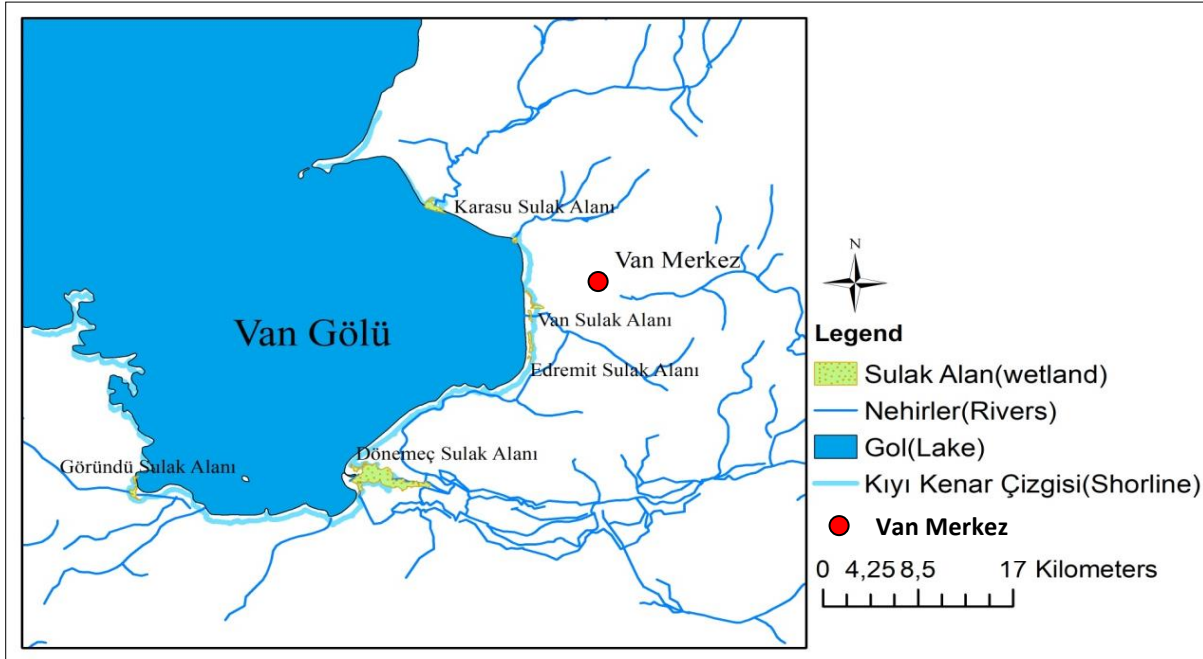 Karasu Sulak Alanı
Van Merkez
Van Gölü
Van Sulak Alanı
Edremit Sulak Alanı
Dönemeç Sulak Alanı
Göründü Sulak Alanı
N
Legend
Sulak Alan(wetland)
Nehirler(Rivers)
Gol(Lake)
Kıyı Kenar Çizgisi(Shorline)
Van Merkez
0 4,25 8,5 17 Kilometers